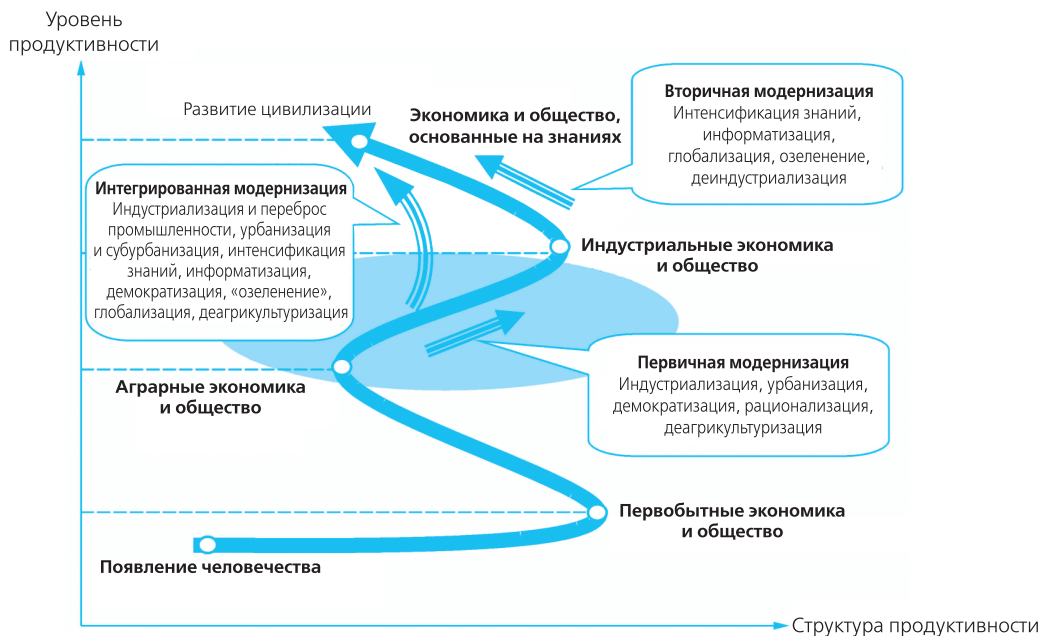 Уровень
продуктивности
Развитие цивилизации
Экономика и общество,
основанные на знаниях
Вторичная модернизация
Интенсификация знаний,
информатизация,
глобализация, озеленение,
деиндустриализация
Интегрированная модернизация
Индустриализация и переброс
промышленности, урбанизация
и субурбанизация, интенсификация
знаний, информатизация,
демократизация, «озеленение»,
глобализация, деагрикультуризация
Индустриальные экономика
и общество
Первичная модернизация
Индустриализация, урбанизация,
демократизация, рационализация,
деагрикультуризация
Аграрные экономика
и общество
Первобытные экономика
и общество
Появление человечества
Структура продуктивности